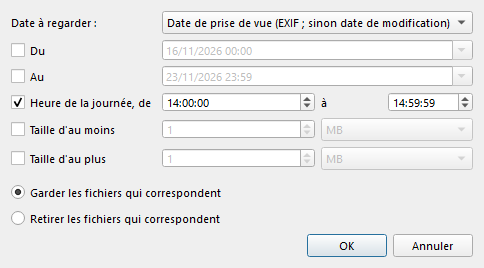 Date à regarder : Date de prise de vue (EXIF ; sinon date de modification)
Du 16/11/2026 00:00
Au 23/11/2026 23:59
Heure de la journée, de 14:00:00 à 14:59:59
Taille d'au moins 1 MB
Taille d'au plus 1 MB
Garder les fichiers qui correspondent
Retirer les fichiers qui correspondent
OK Annuler